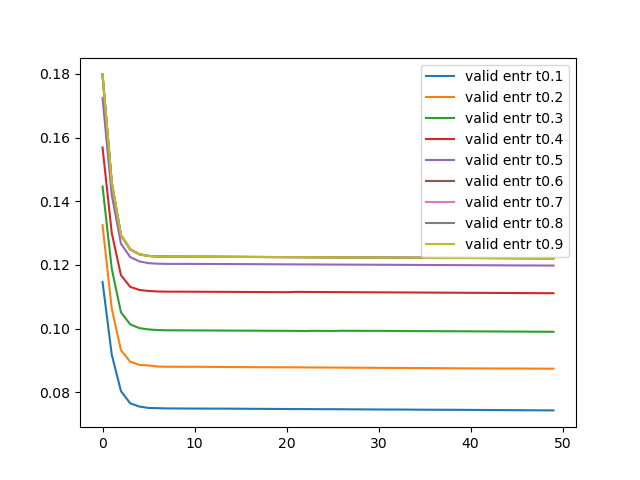 0.18
0.16
0.14
0.12
0.10
0.08
0
10
20
30
40
50
valid entr t0.1
valid entr t0.2
valid entr t0.3
valid entr t0.4
valid entr t0.5
valid entr t0.6
valid entr t0.7
valid entr t0.8
valid entr t0.9